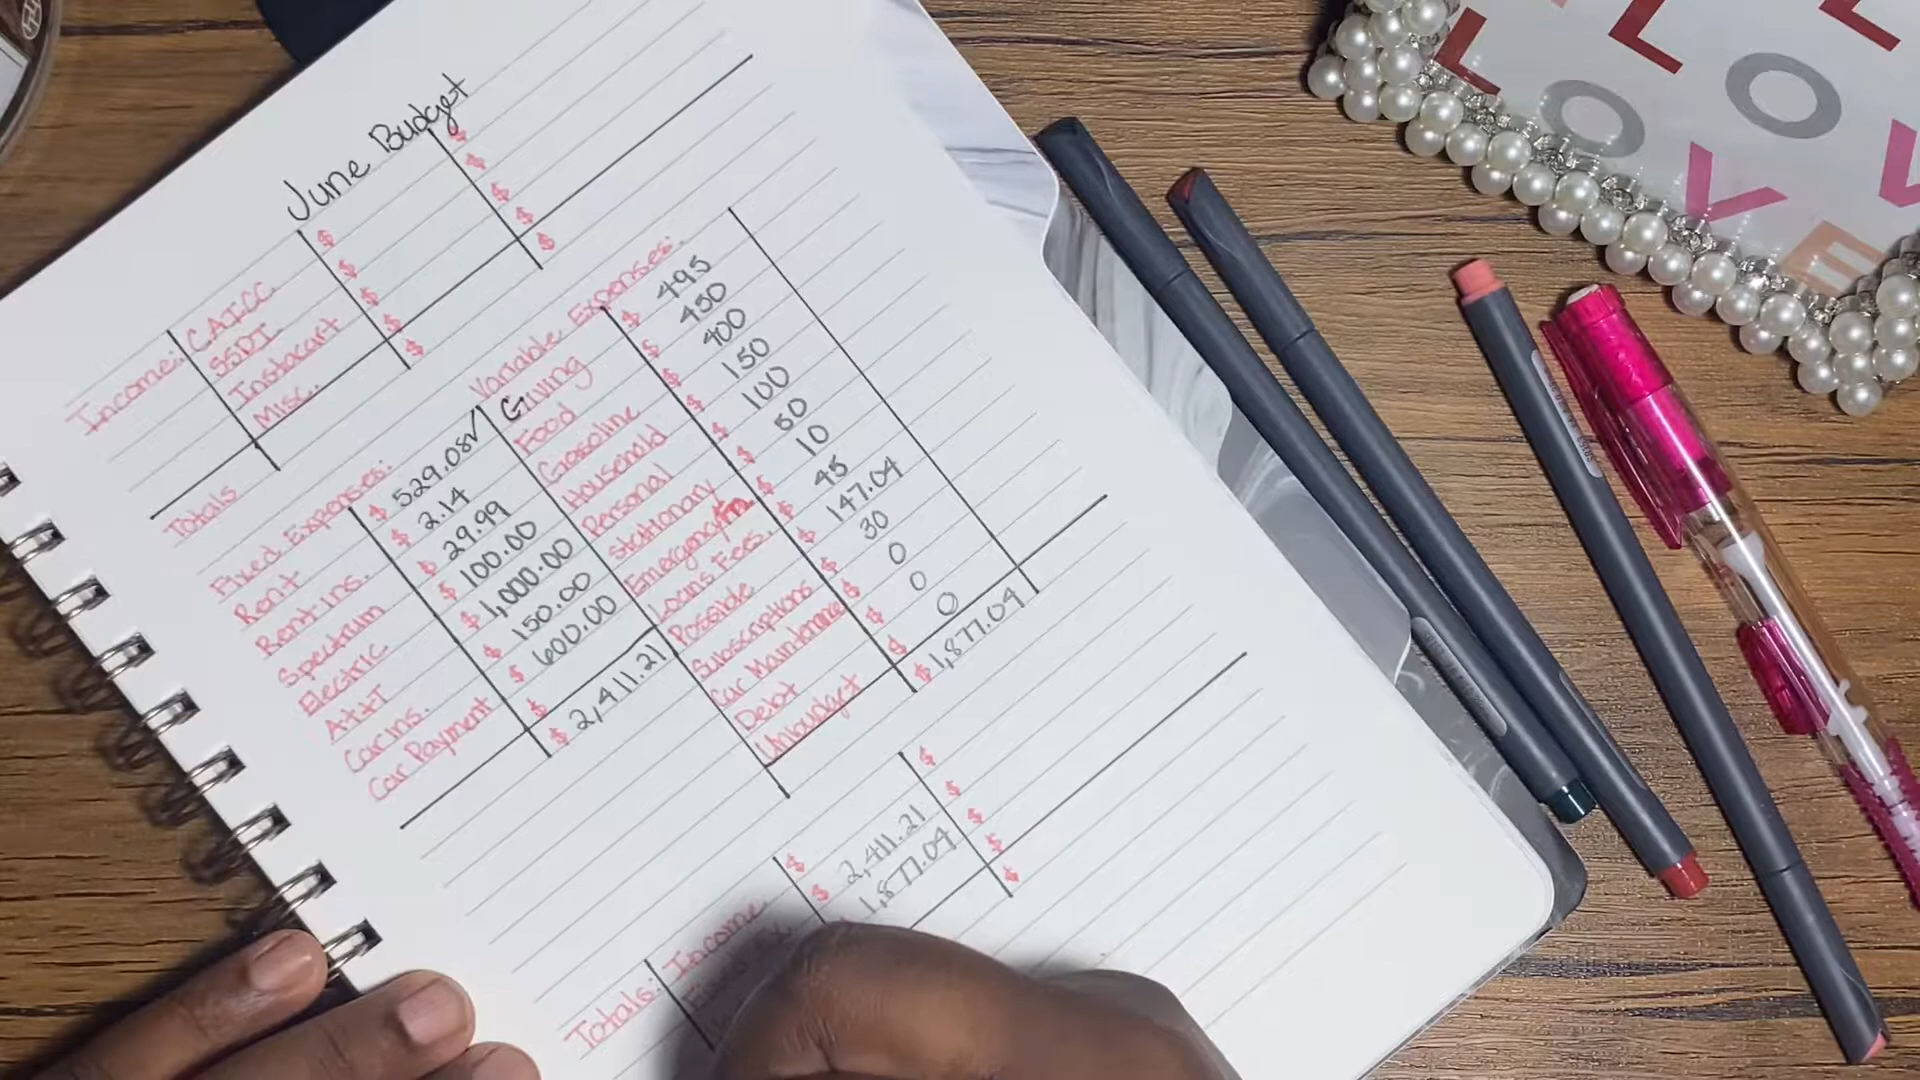 June Budget
Income: CAICC $ $
SSDI $ $
Instacart $ $
Misc. $ $
Totals $ $
Fixed Expenses:
Rent $ 529.08✓
Rent ins. $ 2.14
Spectrum $ 29.99
Electric $ 100.00
AT&T $ 1,000.00
Car ins. $ 150.00
Car Payment $ 600.00
$
$ 2,411.21
Variable Expenses:
Giving $ 495
Food $ 450
Gasoline $ 400
Household $ 150
Personal $ 100
Stationary $ 50
Emergency $ 10
Loans Fees. $ 45
Possible $ 147.04
Subscriptions $ 30
Car Maintenance $ 0
Debt $ 0
Unbudget $ 0
$ 1,877.04
Totals: Income $ $
$ 2,411.21 $
1,877.04 $
$
$
L L
L O O
V V
E